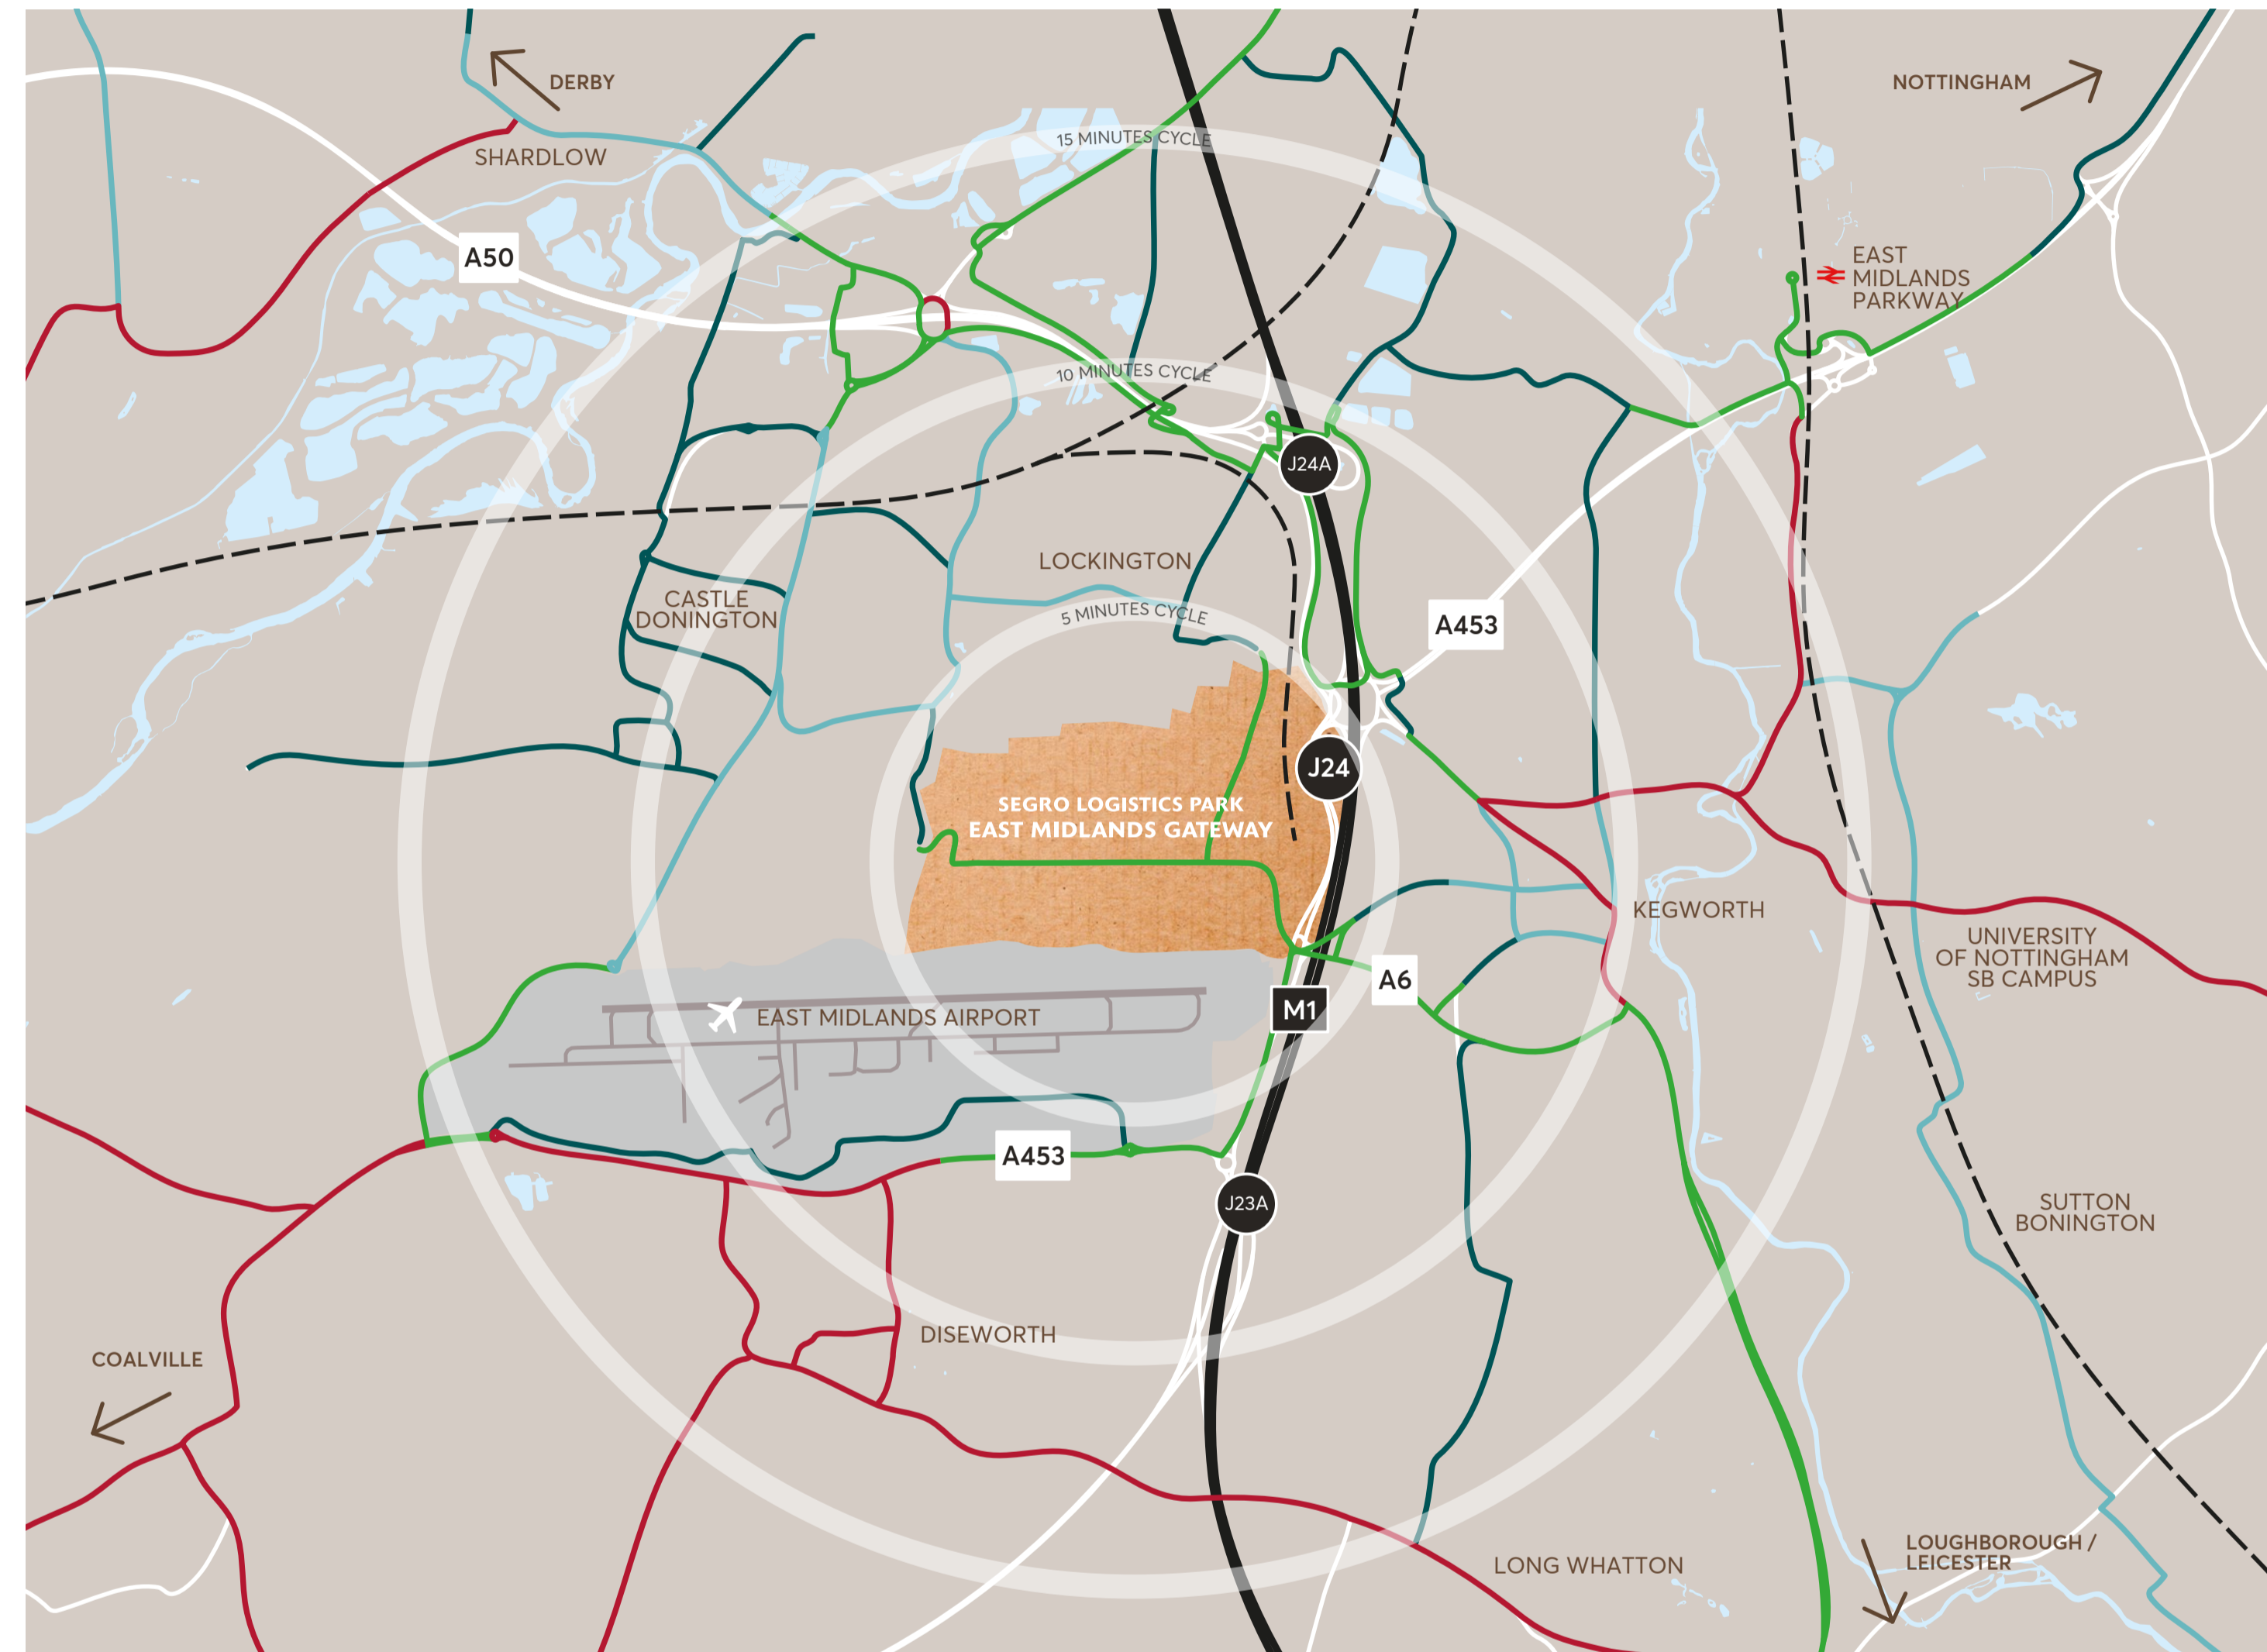 DERBY
NOTTINGHAM
15 MINUTES CYCLE
SHARDLOW
A50
EAST
MIDLANDS
PARKWAY
10 MINUTES CYCLE
J24A
LOCKINGTON
CASTLE
DONINGTON
5 MINUTES CYCLE
A453
J24
SEGRO LOGISTICS PARK
EAST MIDLANDS GATEWAY
KEGWORTH
UNIVERSITY
OF NOTTINGHAM
SB CAMPUS
A6
M1
EAST MIDLANDS AIRPORT
A453
J23A
SUTTON
BONINGTON
DISEWORTH
COALVILLE
LOUGHBOROUGH /
LEICESTER
LONG WHATTON